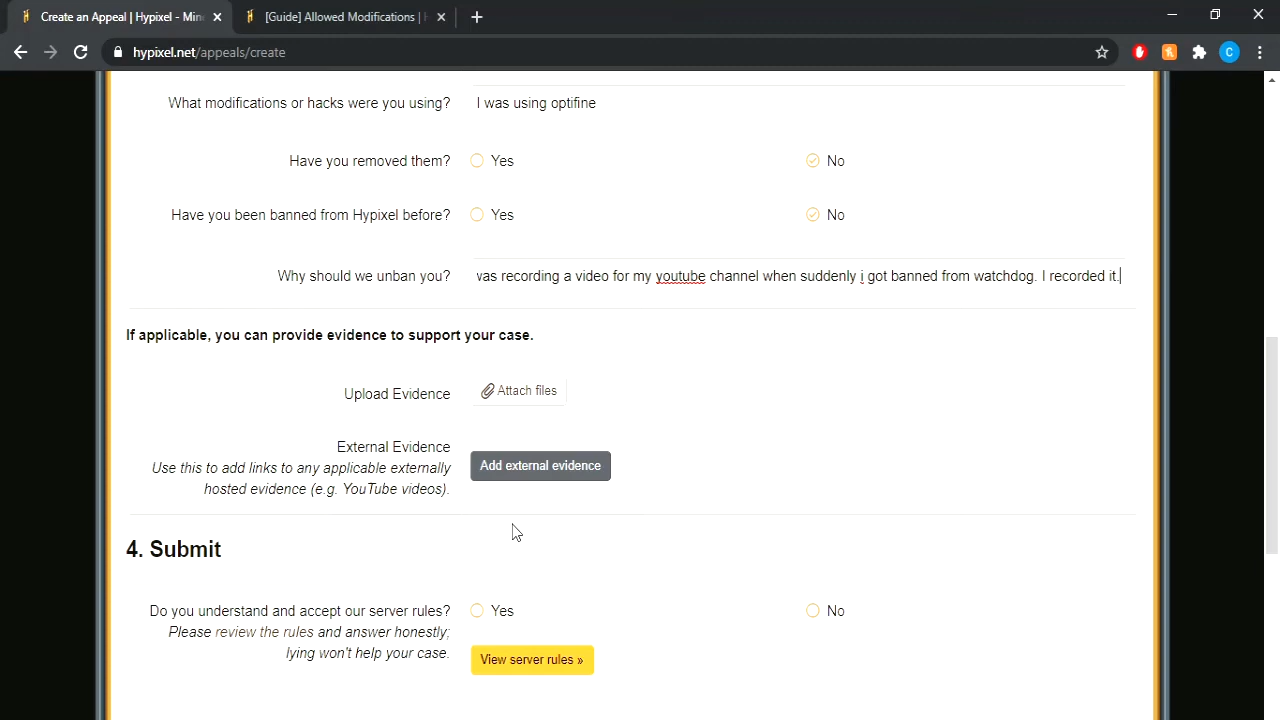 Create an Appeal | Hypixel - Min
[Guide] Allowed Modifications |
hypixel.net/appeals/create
C
What modifications or hacks were you using? I was using optifine
Have you removed them? Yes No
Have you been banned from Hypixel before? Yes No
Why should we unban you? was recording a video for my youtube channel when suddenly i got banned from watchdog. I recorded it.
If applicable, you can provide evidence to support your case.
Upload Evidence Attach files
External Evidence
Use this to add links to any applicable externally
hosted evidence (e.g. YouTube videos).
Add external evidence
4. Submit
Do you understand and accept our server rules? Yes No
Please review the rules and answer honestly;
lying won't help your case.
View server rules »